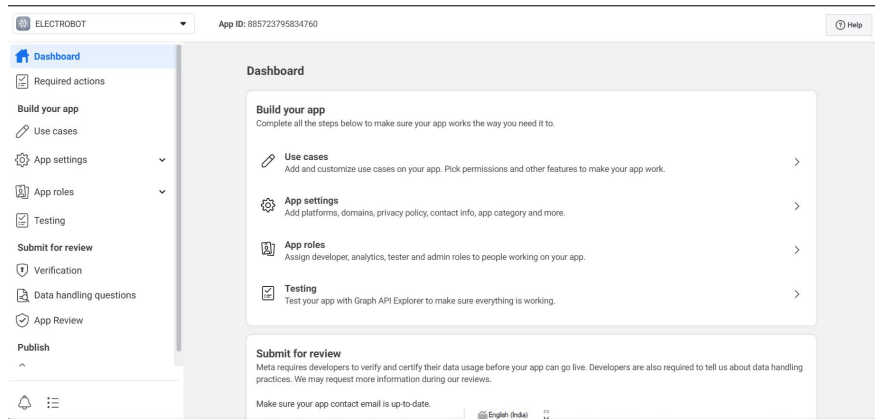 ELECTROBOT
App ID: 885723795834760
Help
Dashboard
Required actions
Build your app
Use cases
App settings
App roles
Testing
Submit for review
Verification
Data handling questions
App Review
Publish
Dashboard
Build your app
Complete all the steps below to make sure your app works the way you need it to.
Use cases
Add and customize use cases on your app. Pick permissions and other features to make your app work.
App settings
Add platforms, domains, privacy policy, contact info, app category and more.
App roles
Assign developer, analytics, tester and admin roles to people working on your app.
Testing
Test your app with Graph API Explorer to make sure everything is working.
Submit for review
Meta requires developers to verify and certify their data usage before your app can go live. Developers are also required to tell us about data handling
practices. We may request more information during our reviews.
Make sure your app contact email is up-to-date.
English (India)